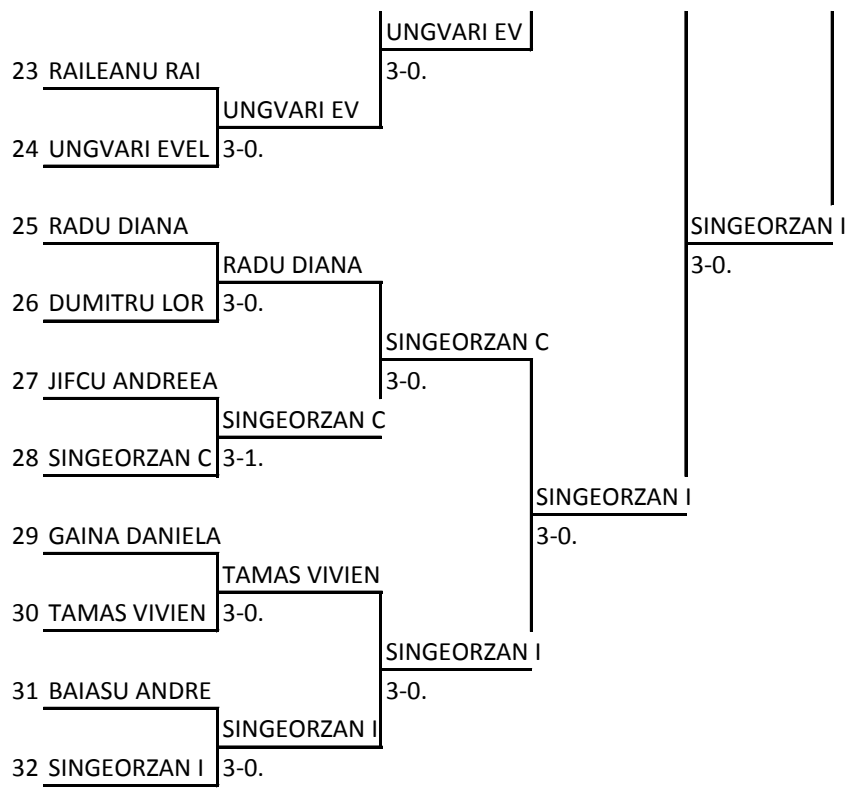 UNGVARI EV
23 RAILEANU RAI 3-0.
UNGVARI EV
24 UNGVARI EVEL 3-0.
25 RADU DIANA SINGEORZAN I
RADU DIANA 3-0.
26 DUMITRU LOR 3-0.
SINGEORZAN C
27 JIFCU ANDREEA 3-0.
SINGEORZAN C
28 SINGEORZAN C 3-1.
SINGEORZAN I
29 GAINA DANIELA 3-0.
TAMAS VIVIEN
30 TAMAS VIVIEN 3-0.
SINGEORZAN I
31 BAIASU ANDRE 3-0.
SINGEORZAN I
32 SINGEORZAN I 3-0.